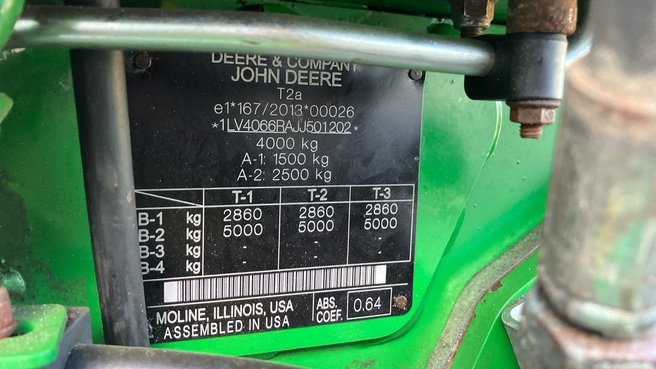 DEERE & COMPANY
JOHN DEERE
T2a
e1*167/2013*00026
*1LV4066RAJJ501202*
4000 kg
A-1: 1500 kg
A-2: 2500 kg
T-1 T-2 T-3
B-1 kg 2860 2860 2860
B-2 kg 5000 5000 5000
B-3 kg - - -
B-4 kg - - -
MOLINE, ILLINOIS, USA ABS. 0.64
ASSEMBLED IN USA COEF.